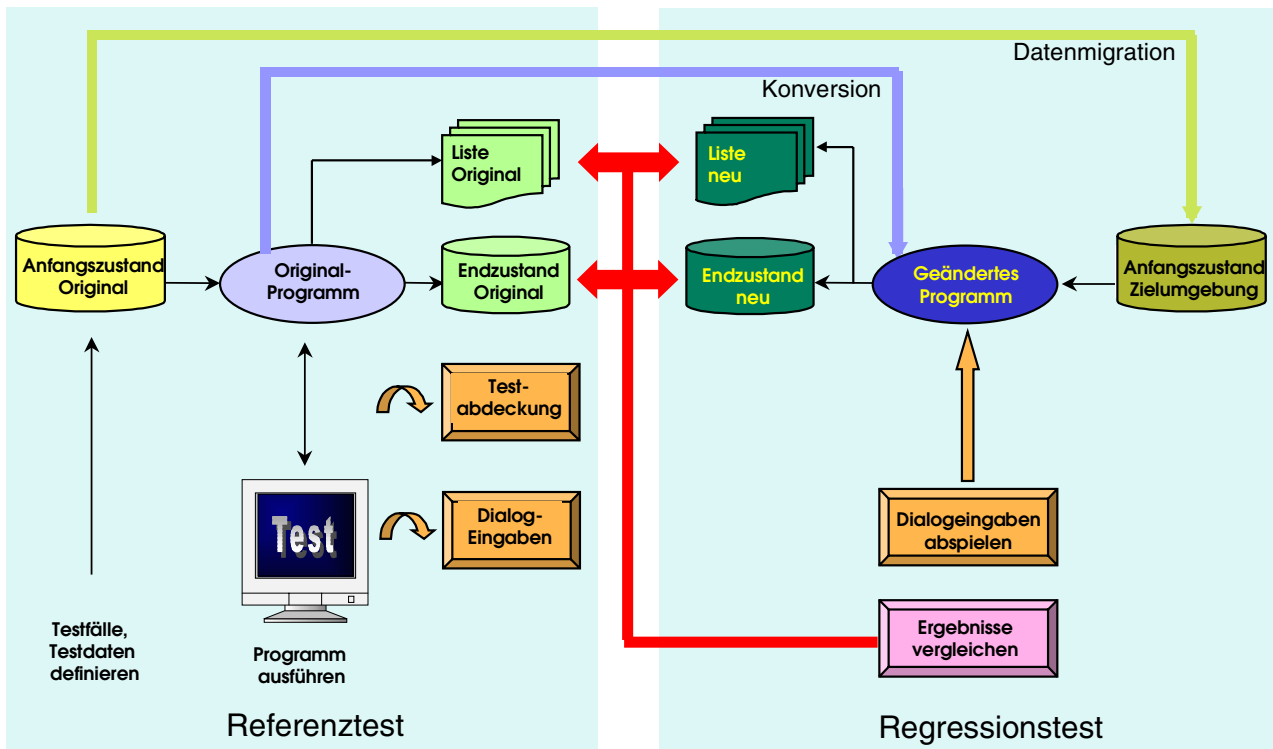 Datenmigration
Konversion
Liste
Original
Liste
neu
Anfangszustand
Original
Original-
Programm
Endzustand
Original
Endzustand
neu
Geändertes
Programm
Anfangszustand
Zielumgebung
Test-
abdeckung
Test
Dialog-
Eingaben
Dialogeingaben
abspielen
Testfälle,
Testdaten
definieren
Programm
ausführen
Ergebnisse
vergleichen
Referenztest
Regressionstest